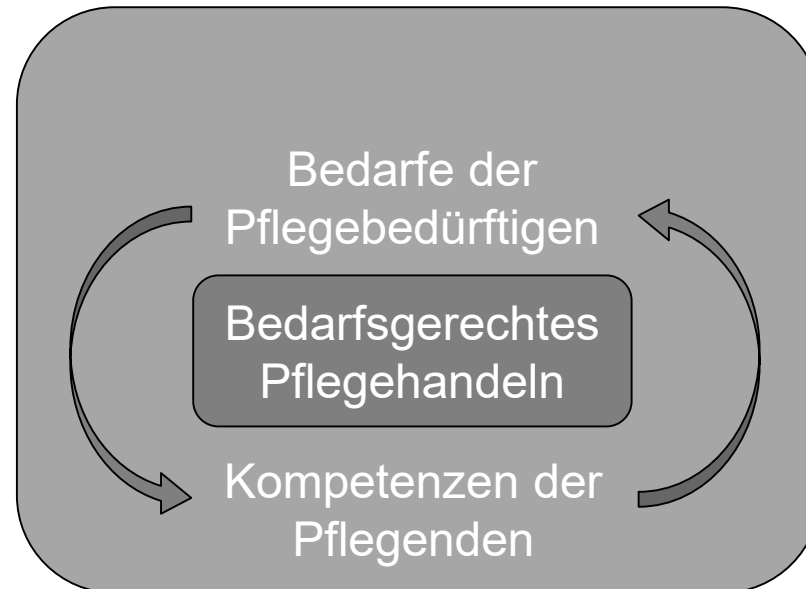 Bedarfe der
Pflegebedürftigen
Bedarfsgerechtes
Pflegehandeln
Kompetenzen der
Pflegenden